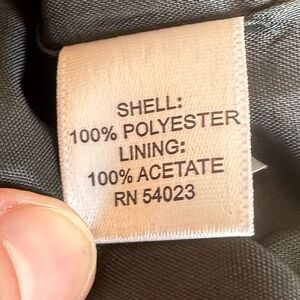 SHELL:
100% POLYESTER
LINING:
100% ACETATE
RN 54023